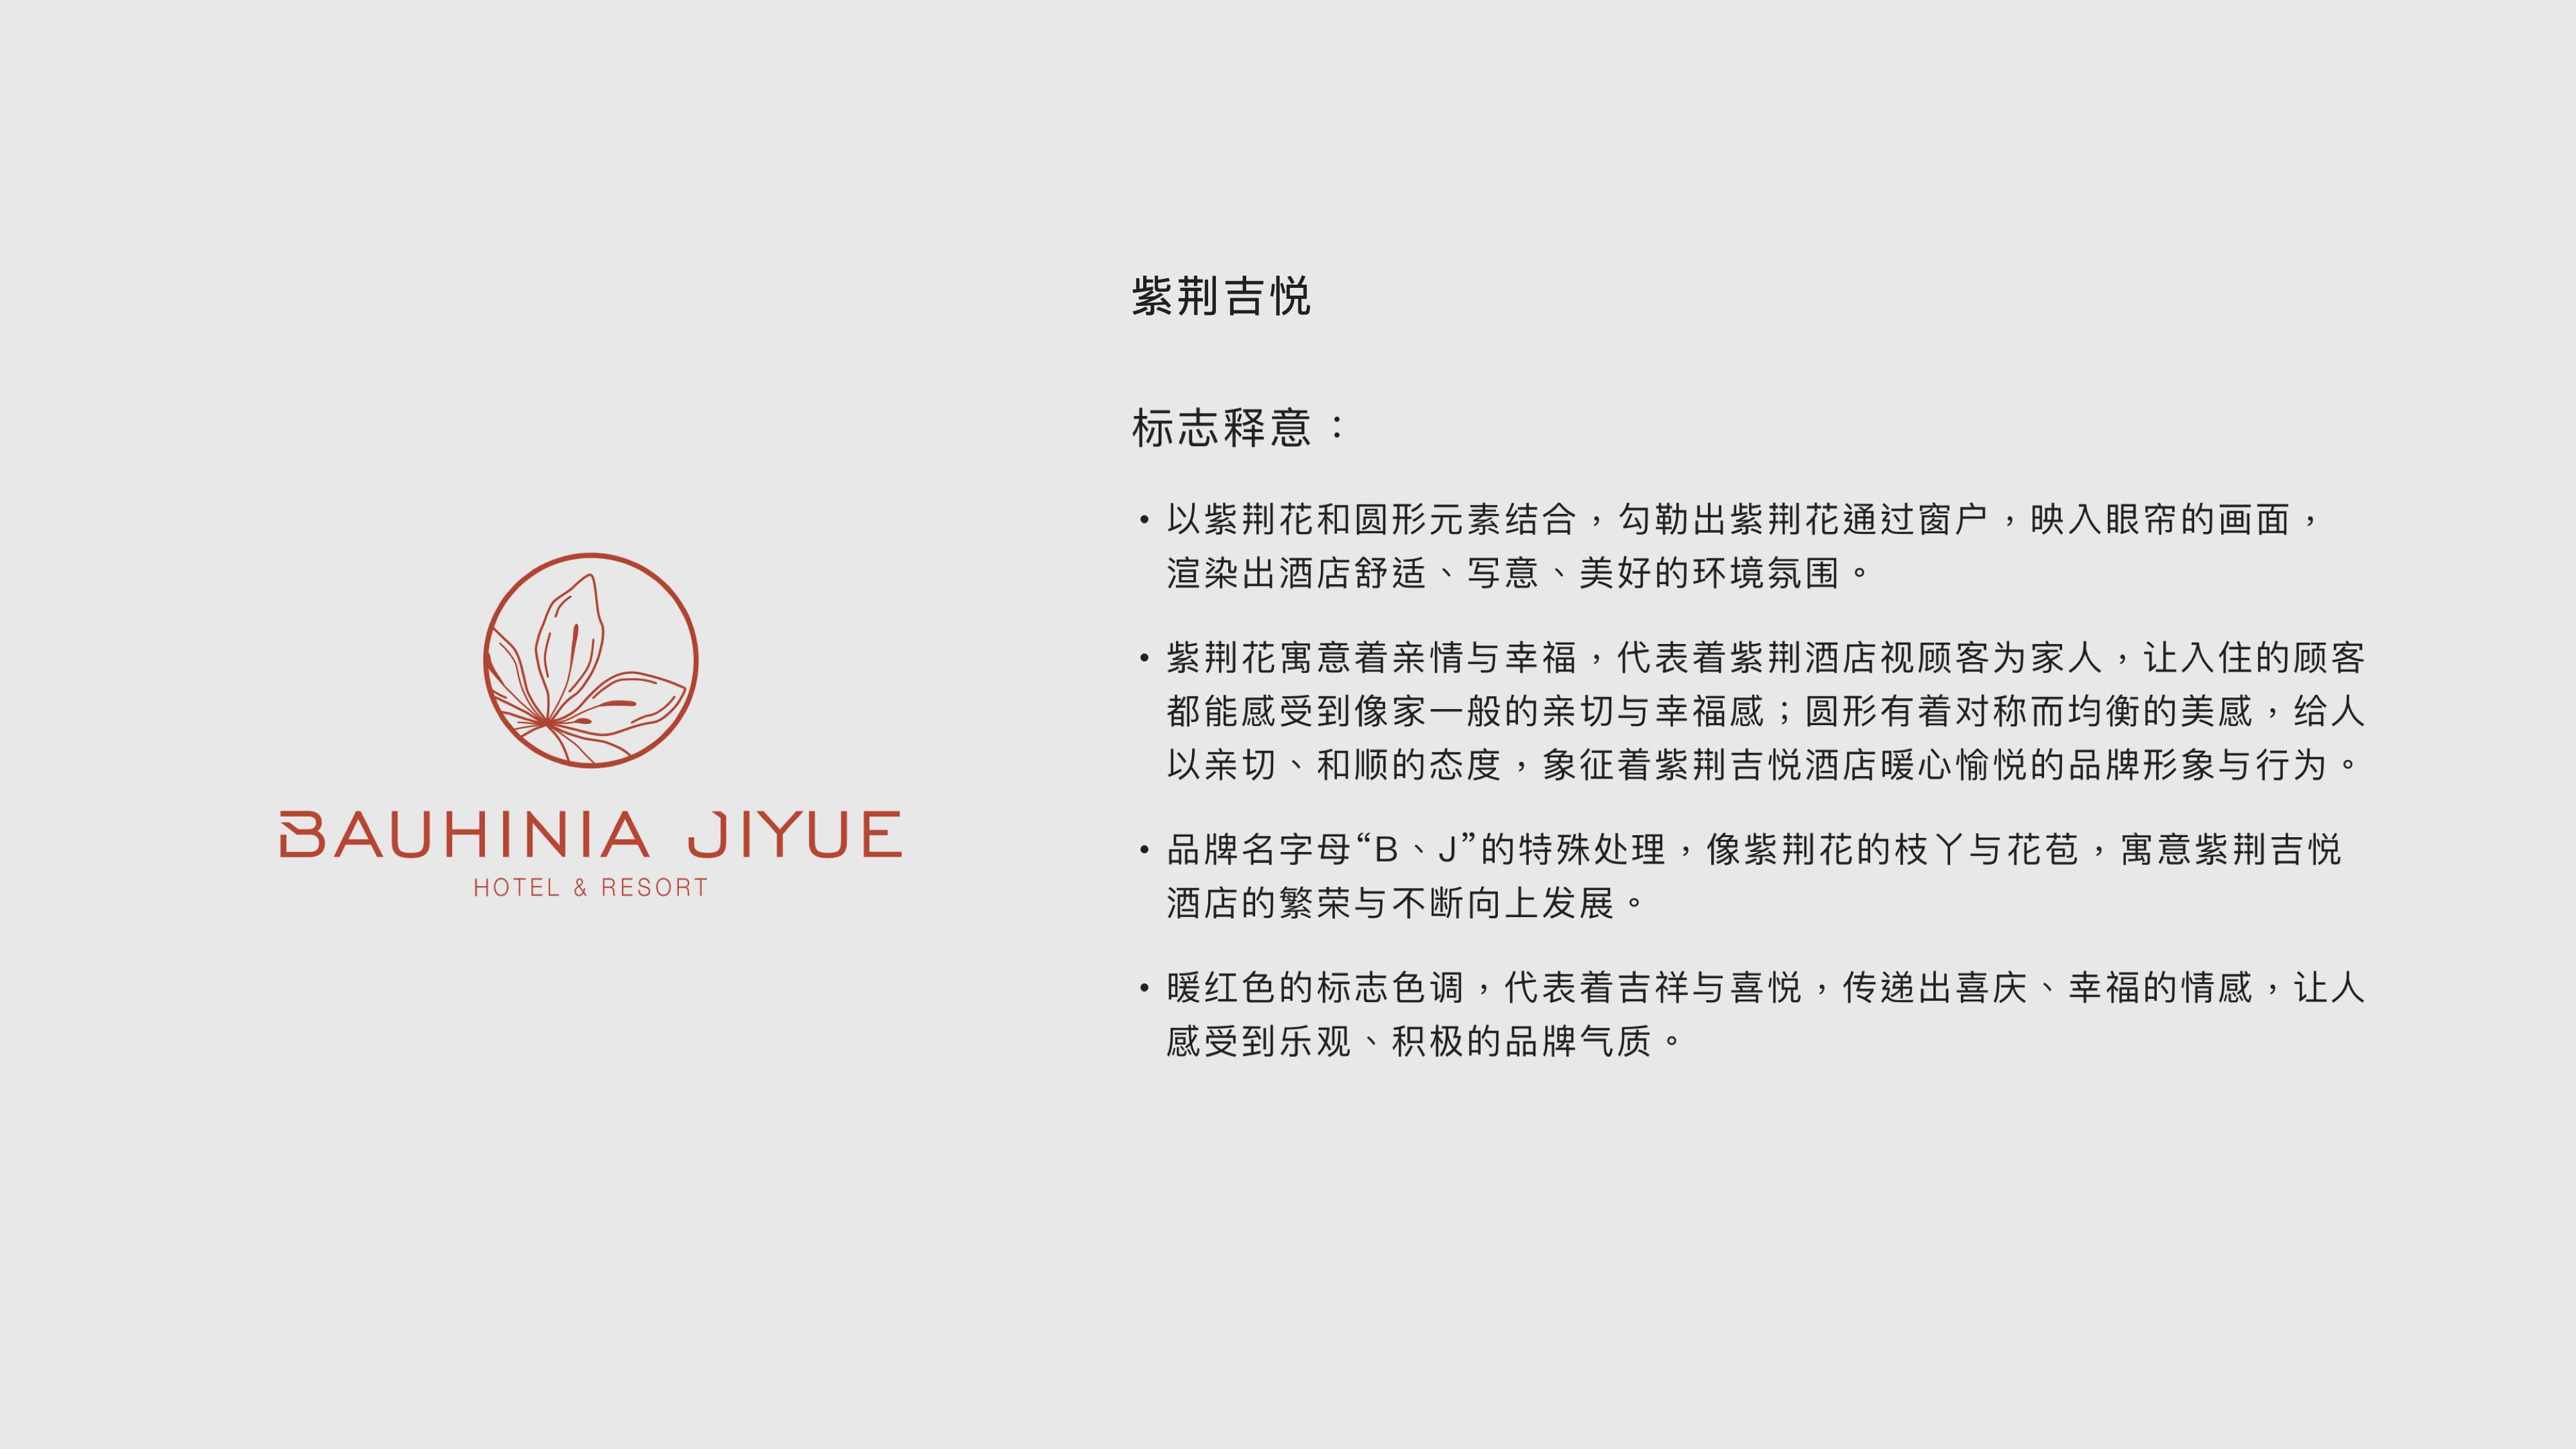 BAUHINIA JIYUE
HOTEL & RESORT
紫荆吉悦
标志释意：
• 以紫荆花和圆形元素结合，勾勒出紫荆花通过窗户，映入眼帘的画面，
渲染出酒店舒适、写意、美好的环境氛围。
• 紫荆花寓意着亲情与幸福，代表着紫荆酒店视顾客为家人，让入住的顾客
都能感受到像家一般的亲切与幸福感；圆形有着对称而均衡的美感，给人
以亲切、和顺的态度，象征着紫荆吉悦酒店暖心愉悦的品牌形象与行为。
• 品牌名字母“B、J”的特殊处理，像紫荆花的枝丫与花苞，寓意紫荆吉悦
酒店的繁荣与不断向上发展。
• 暖红色的标志色调，代表着吉祥与喜悦，传递出喜庆、幸福的情感，让人
感受到乐观、积极的品牌气质。